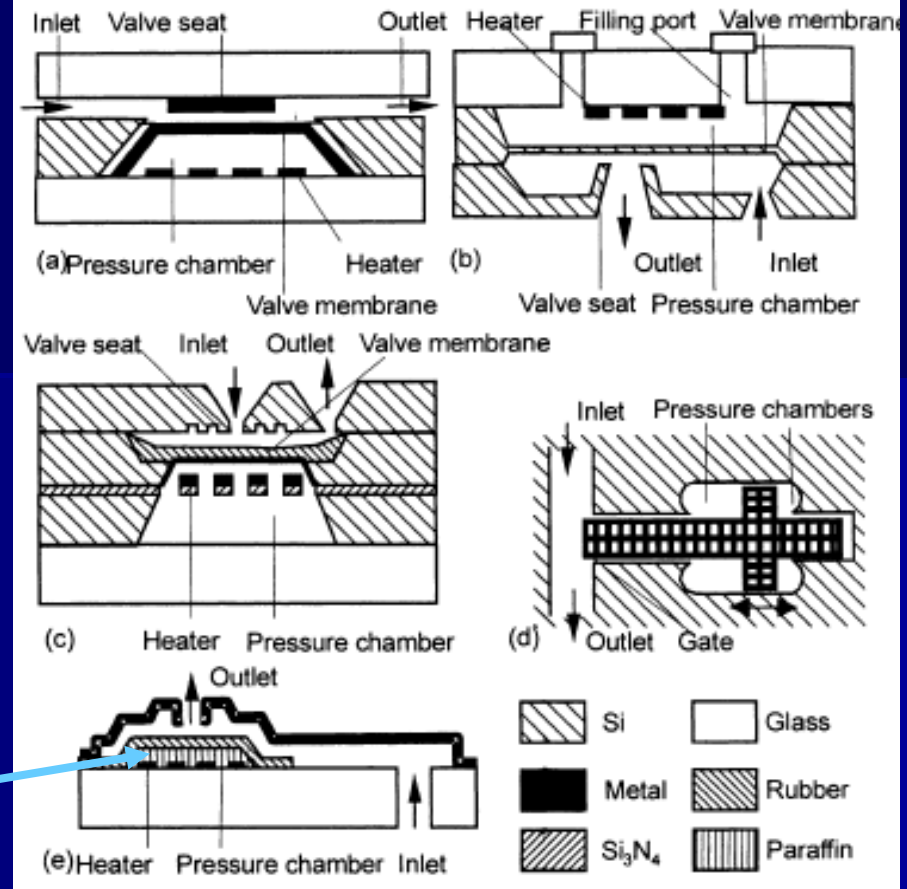 Inlet Valve seat Outlet
Heater Filling port Valve membrane
(a) Pressure chamber Heater
Valve membrane
(b) Outlet Inlet
Valve seat Pressure chamber
Valve seat Inlet Outlet Valve membrane
(c) Heater Pressure chamber
Inlet Pressure chambers
(d) Outlet Gate
Outlet
(e) Heater Pressure chamber Inlet
Si Glass
Metal Rubber
Si₃N₄ Paraffin